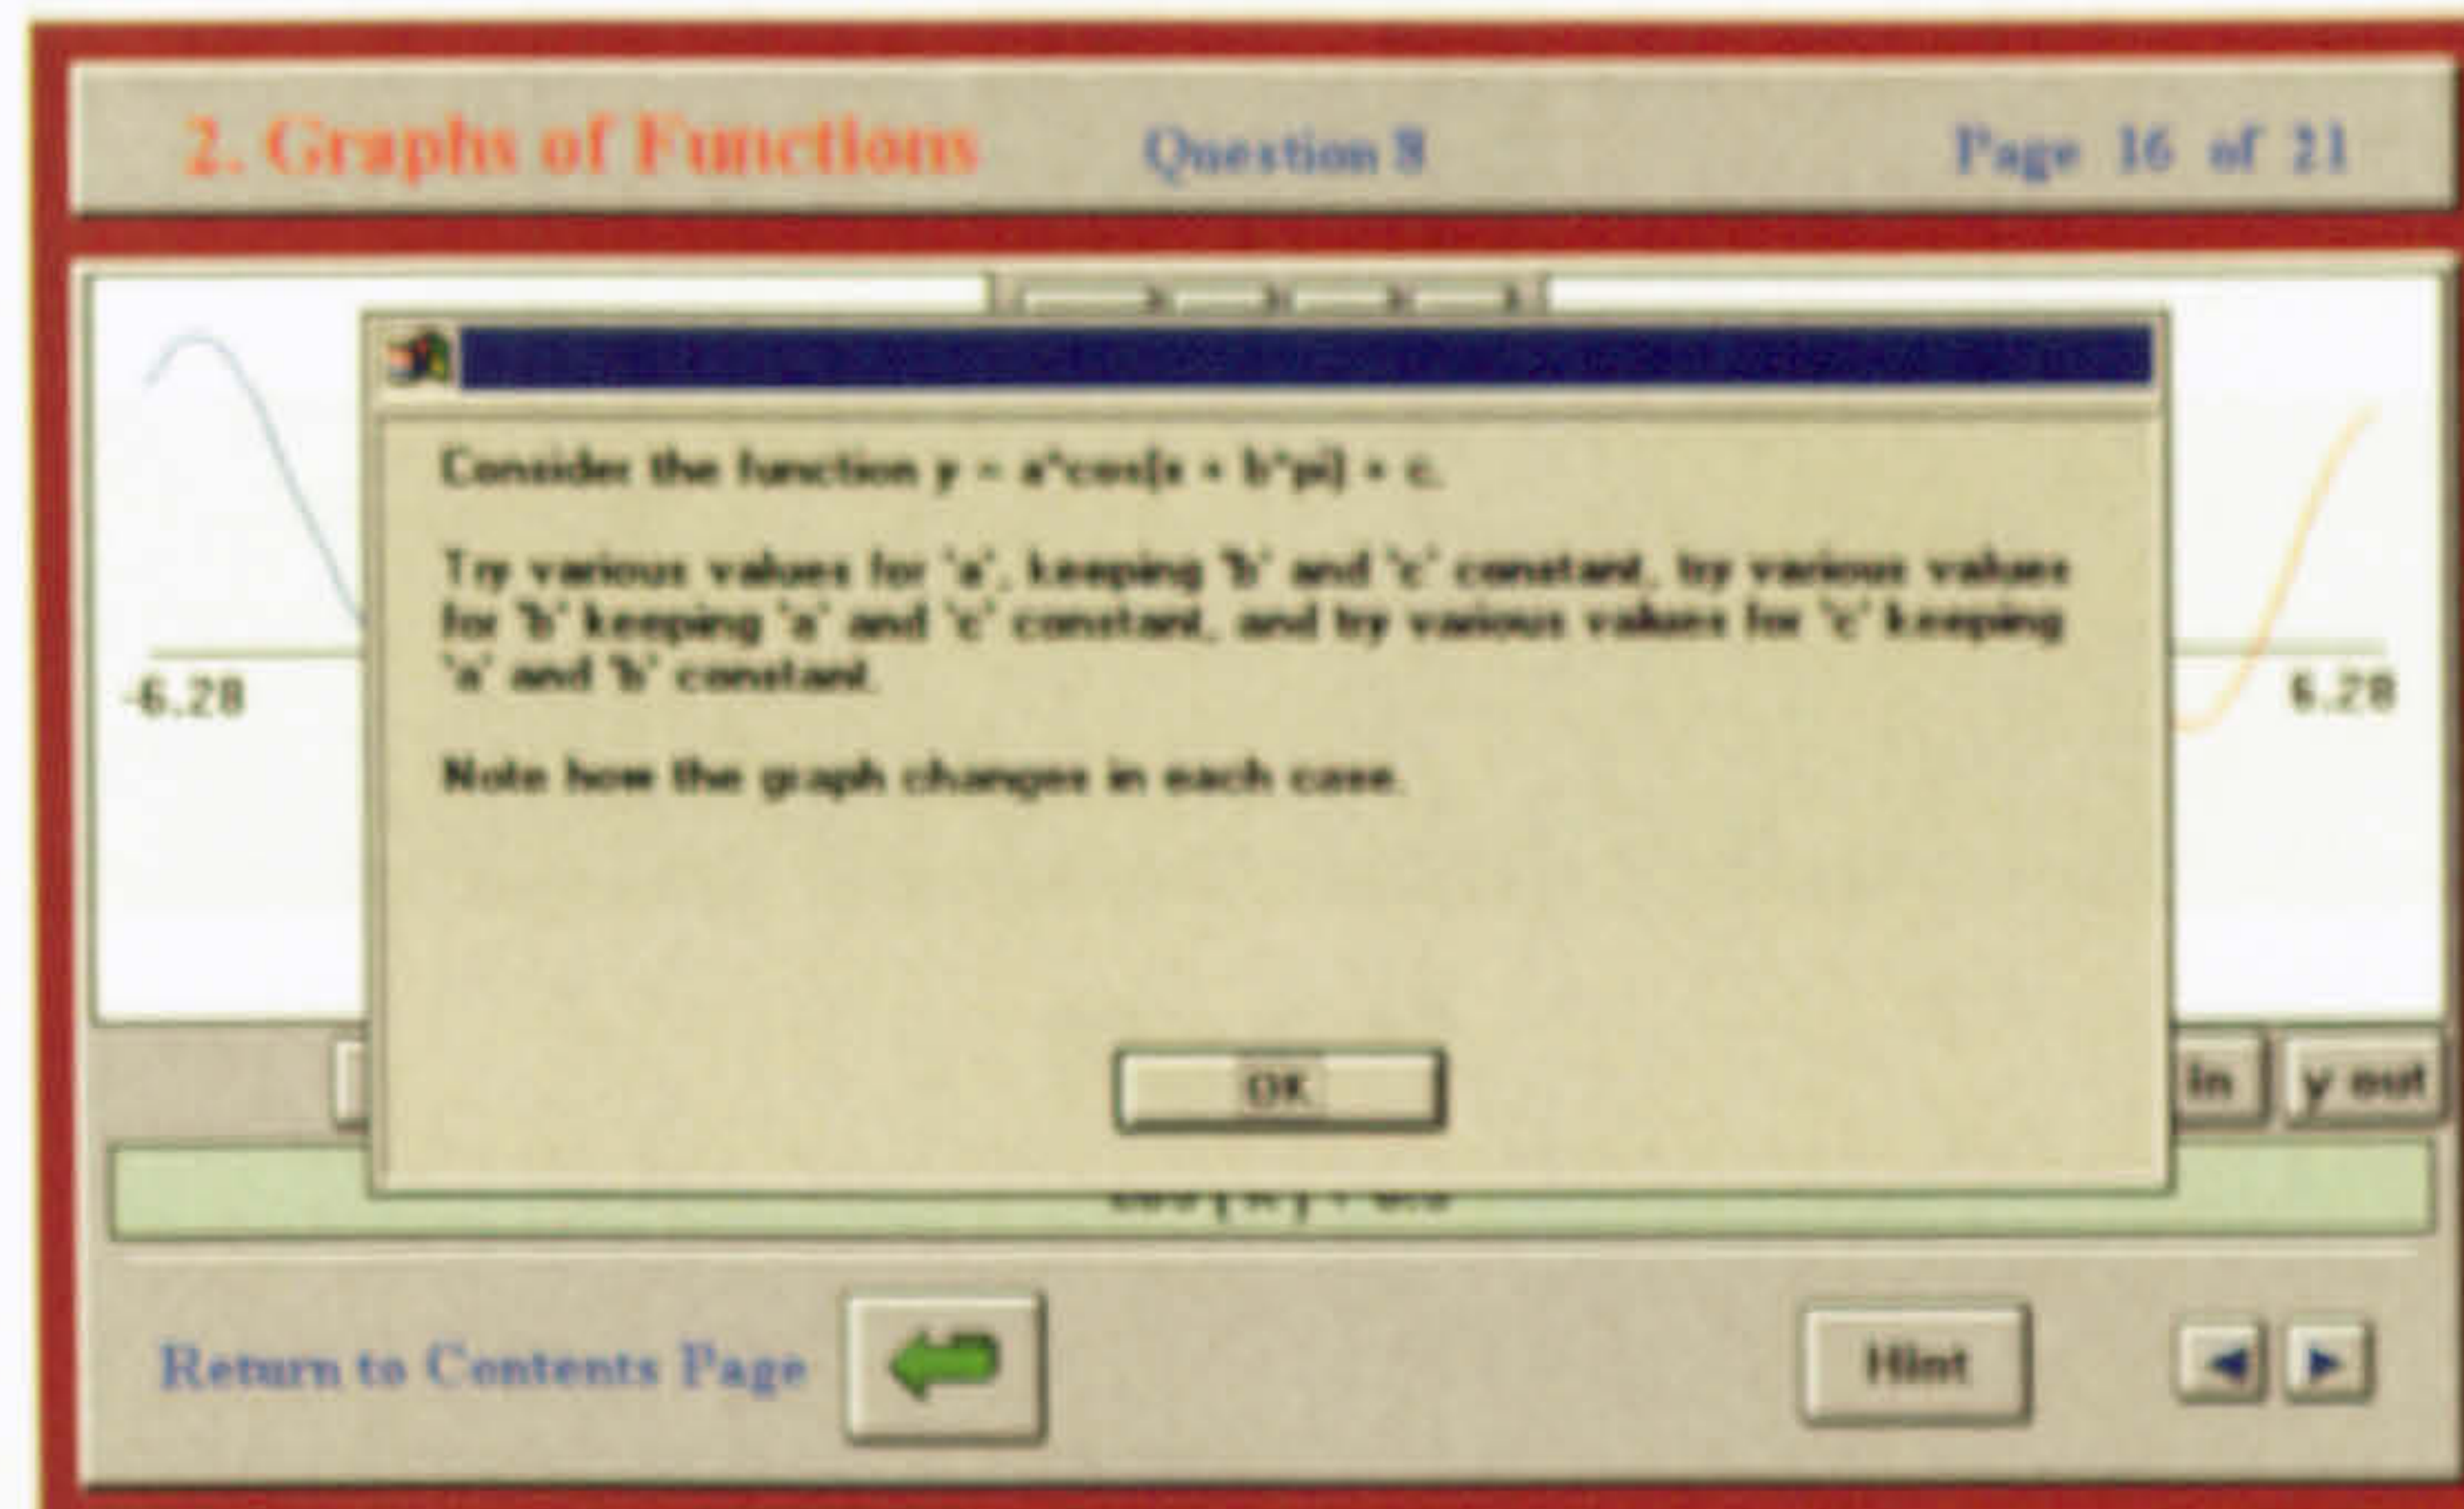 2. Graphs of Functions
Question 8
Page 16 of 21
Consider the function y = a*cos(x + b*pi) + c.
Try various values for 'a', keeping 'b' and 'c' constant, try various values
for 'b' keeping 'a' and 'c' constant, and try various values for 'c' keeping
'a' and 'b' constant.
Note how the graph changes in each case.
-6.28
6.28
OK
in
y out
Return to Contents Page
Hint